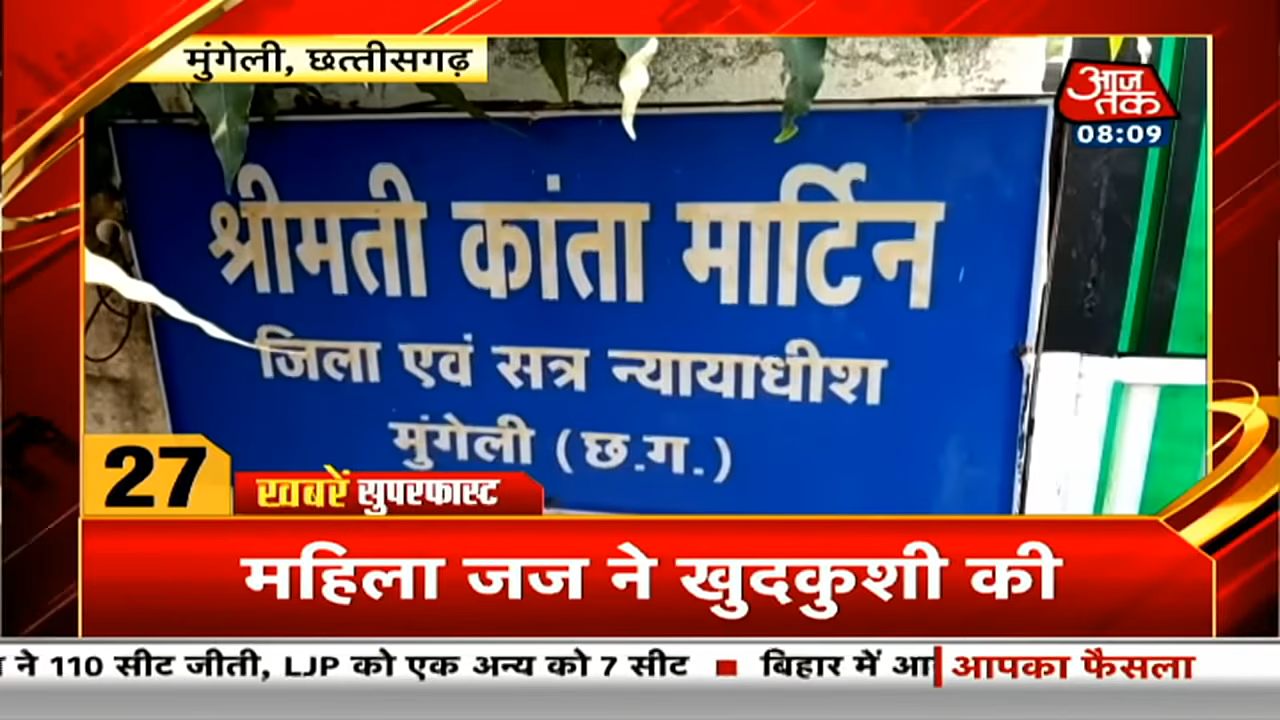 मुंगेली, छत्तीसगढ़
आज
तक
08:09
श्रीमती कांता मार्टिन
जिला एवं सत्र न्यायाधीश
मुंगेली (छ.ग.)
27
खबरें सुपरफास्ट
महिला जज ने खुदकुशी की
ने 110 सीट जीती, LJP को एक अन्य को 7 सीट ■ बिहार में आ
आपका फैसला